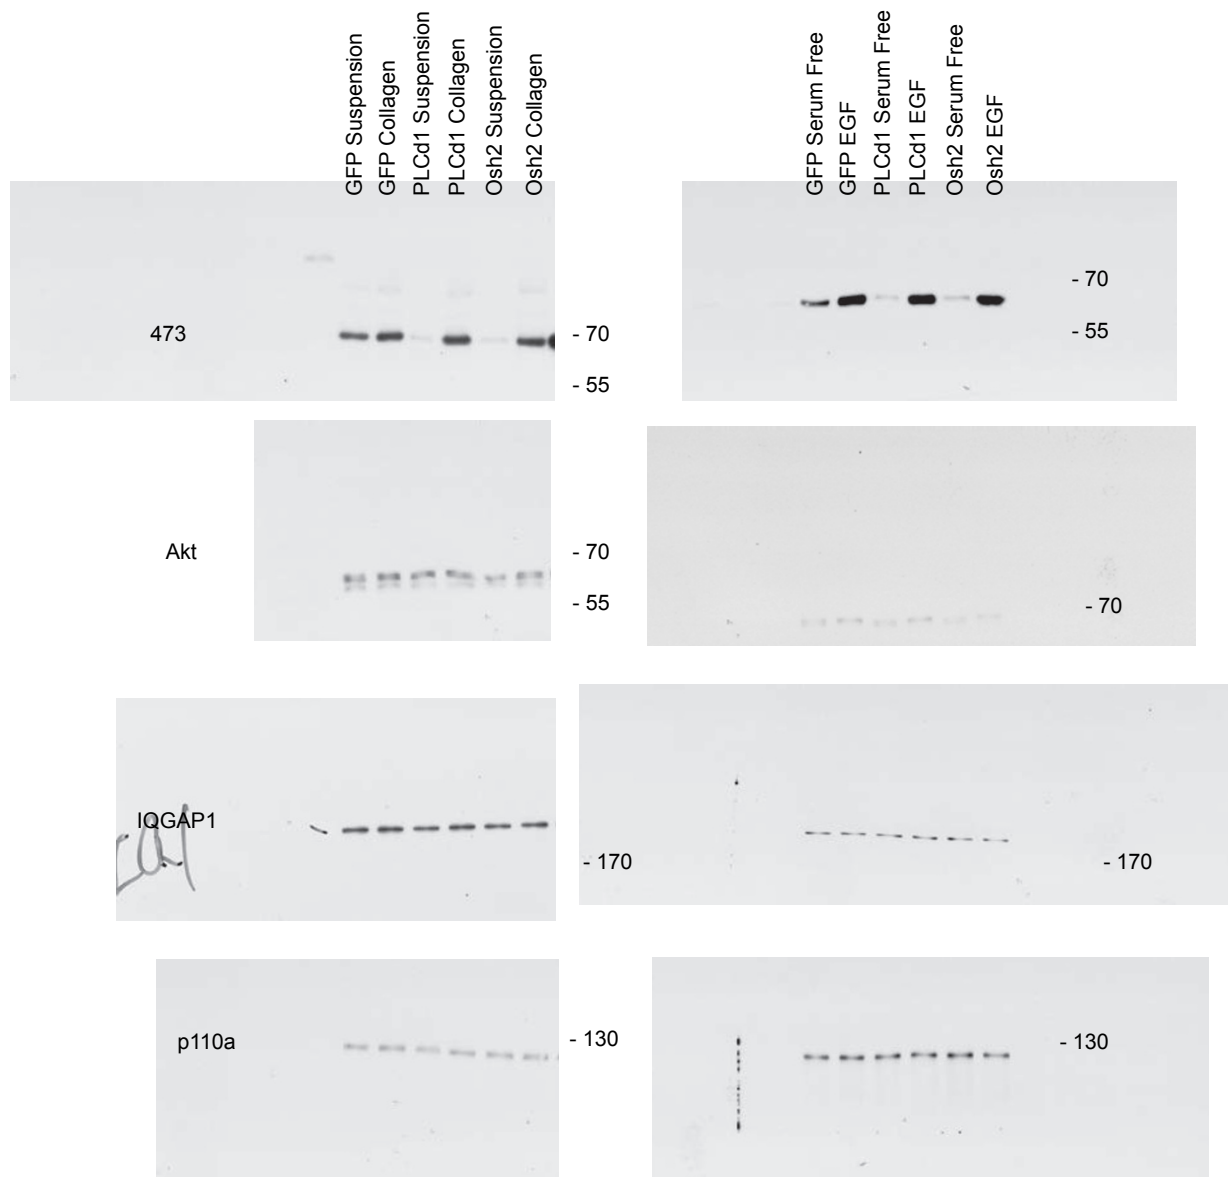 GFP Suspension
GFP Collagen
PLCd1 Suspension
PLCd1 Collagen
Osh2 Suspension
Osh2 Collagen
GFP Serum Free
GFP EGF
PLCd1 Serum Free
PLCd1 EGF
Osh2 Serum Free
Osh2 EGF
473
- 70
- 55
- 70
- 55
Akt
- 70
- 55
- 70
IQGAP1
- 170
- 170
p110a
- 130
- 130